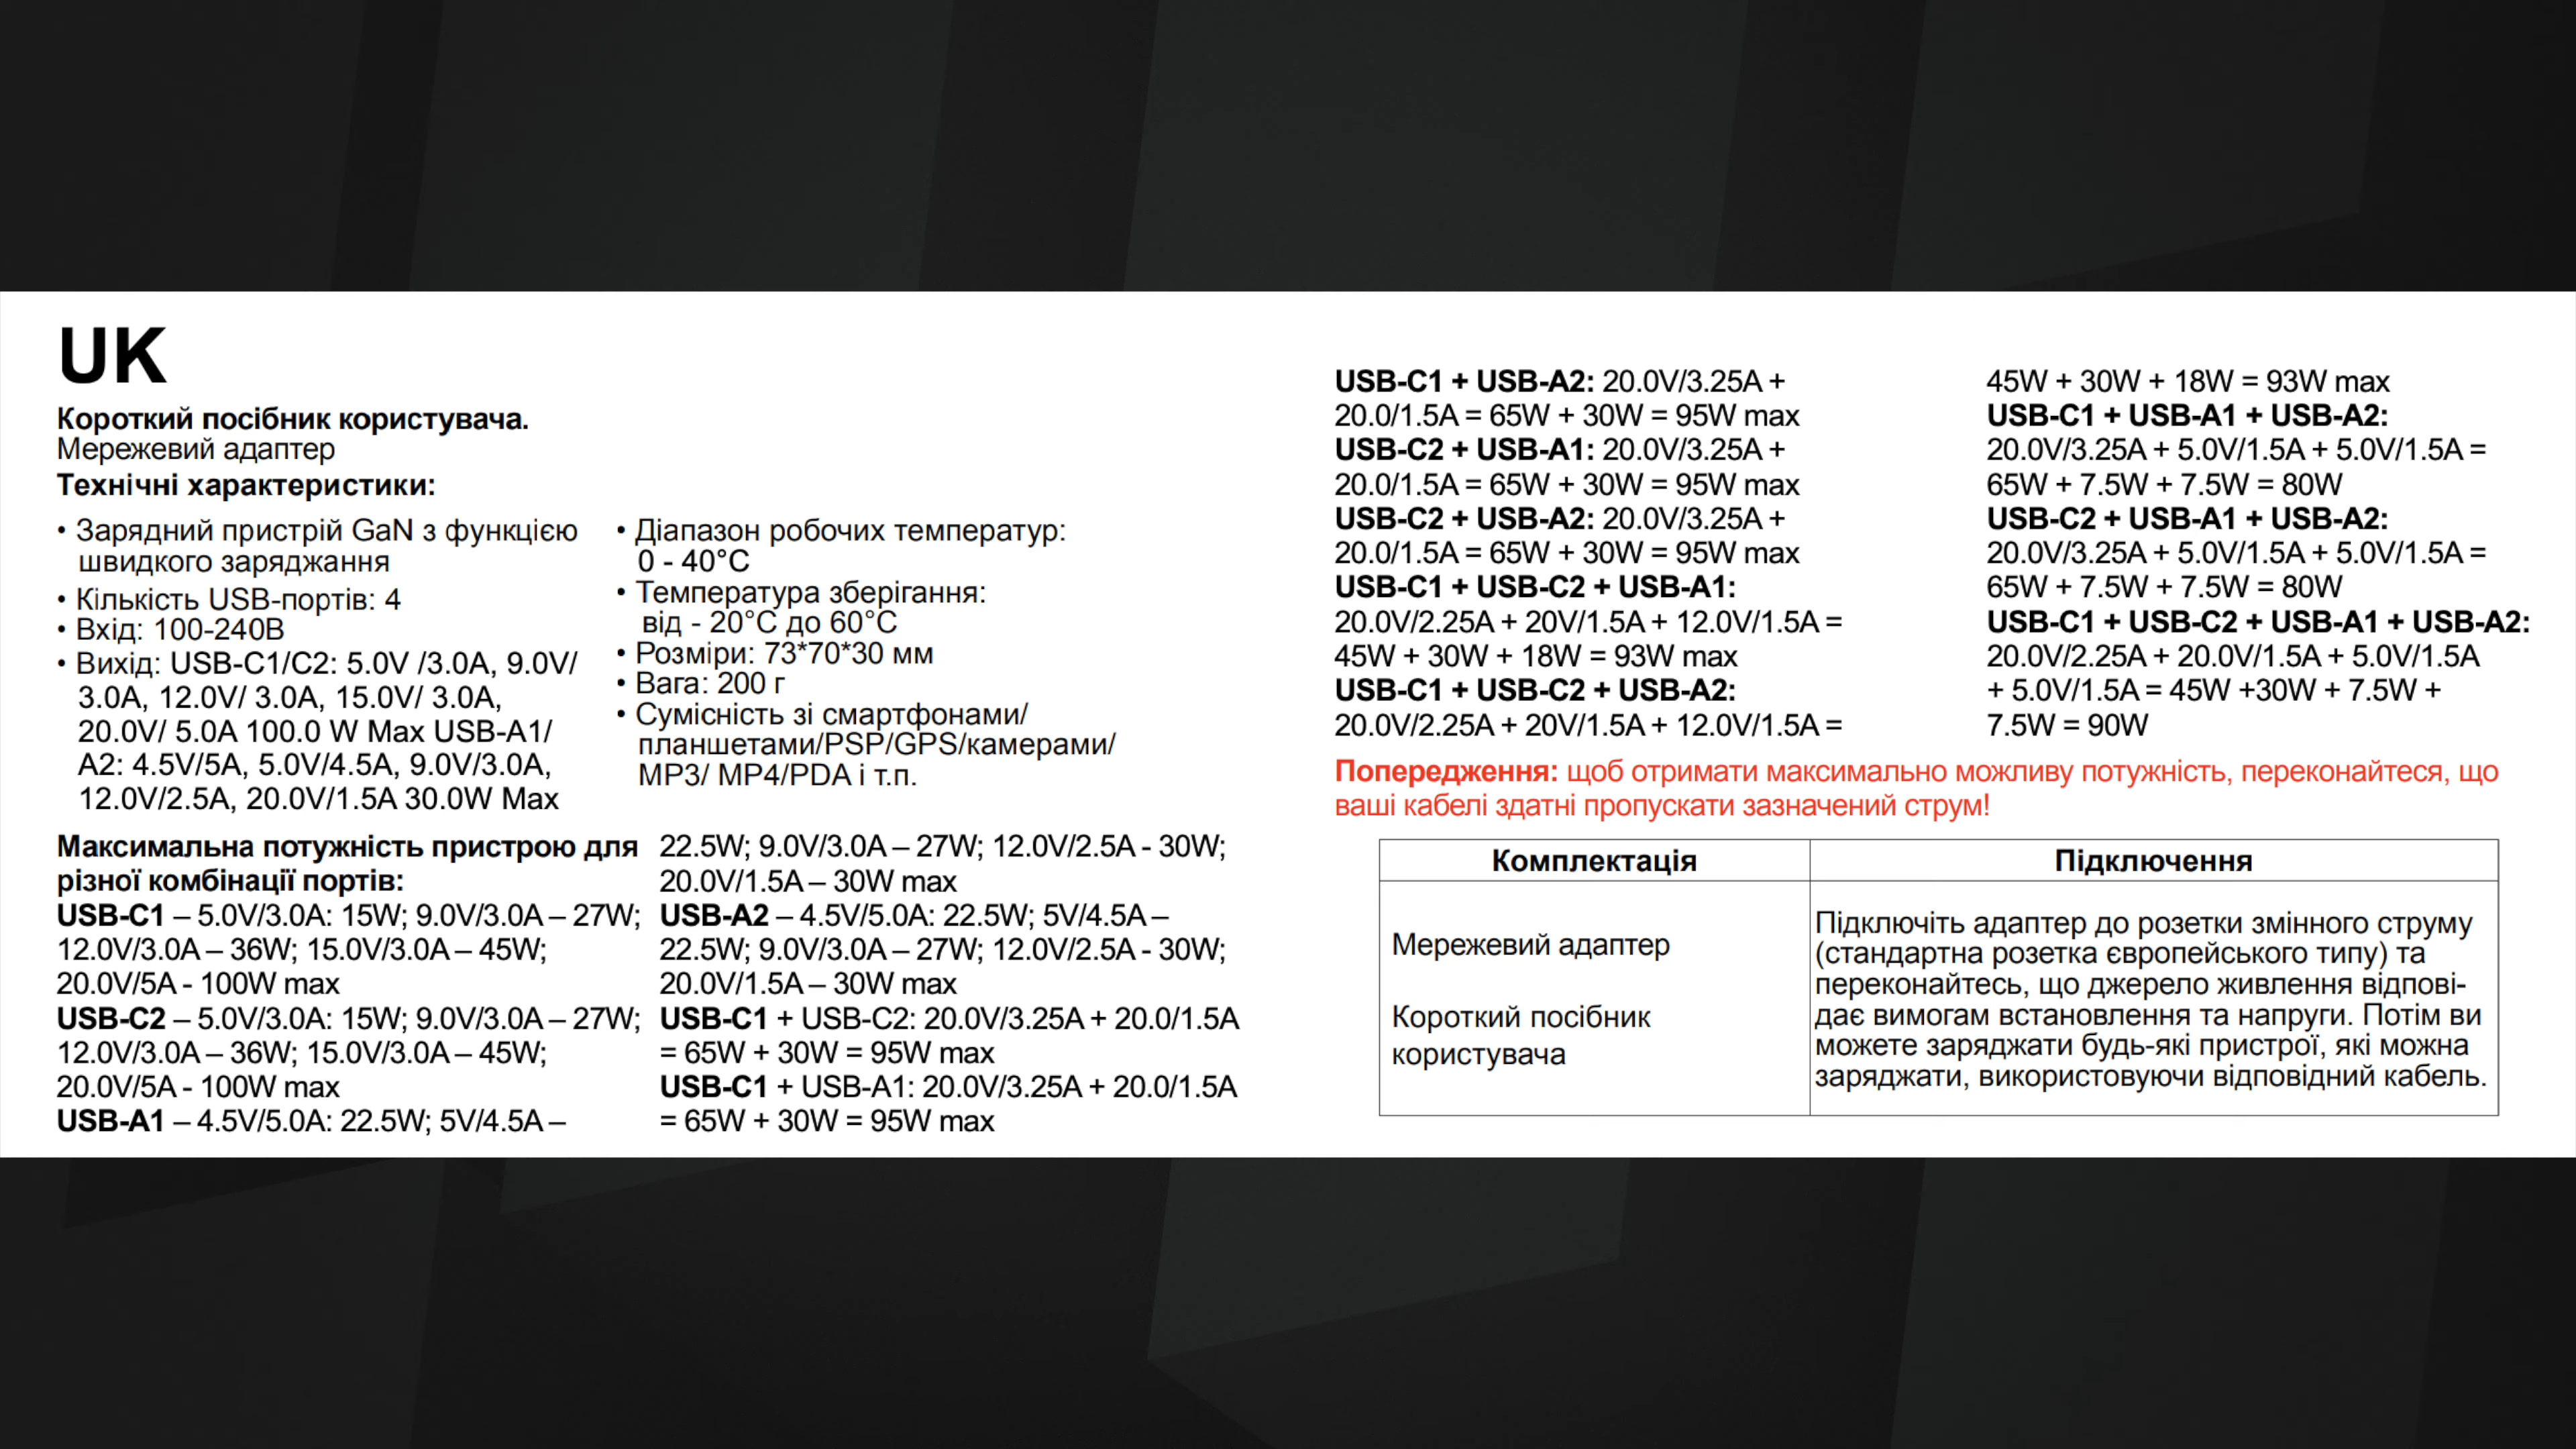 UK
Короткий посібник користувача.
Мережевий адаптер
Технічні характеристики:
• Зарядний пристрій GaN з функцією
швидкого заряджання
• Кількість USB-портів: 4
• Вхід: 100-240В
• Вихід: USB-C1/C2: 5.0V /3.0A, 9.0V/
3.0A, 12.0V/ 3.0A, 15.0V/ 3.0A,
20.0V/ 5.0A 100.0 W Max USB-A1/
A2: 4.5V/5A, 5.0V/4.5A, 9.0V/3.0A,
12.0V/2.5A, 20.0V/1.5A 30.0W Max
• Діапазон робочих температур:
0 - 40°C
• Температура зберігання:
від - 20°C до 60°C
• Розміри: 73*70*30 мм
• Вага: 200 г
• Сумісність зі смартфонами/
планшетами/PSP/GPS/камерами/
MP3/ MP4/PDA і т.п.
Максимальна потужність пристрою для
різної комбінації портів:
USB-C1 – 5.0V/3.0A: 15W; 9.0V/3.0A – 27W;
12.0V/3.0A – 36W; 15.0V/3.0A – 45W;
20.0V/5A - 100W max
USB-C2 – 5.0V/3.0A: 15W; 9.0V/3.0A – 27W;
12.0V/3.0A – 36W; 15.0V/3.0A – 45W;
20.0V/5A - 100W max
USB-A1 – 4.5V/5.0A: 22.5W; 5V/4.5A –
22.5W; 9.0V/3.0A – 27W; 12.0V/2.5A - 30W;
20.0V/1.5A – 30W max
USB-A2 – 4.5V/5.0A: 22.5W; 5V/4.5A –
22.5W; 9.0V/3.0A – 27W; 12.0V/2.5A - 30W;
20.0V/1.5A – 30W max
USB-C1 + USB-C2: 20.0V/3.25A + 20.0/1.5A
= 65W + 30W = 95W max
USB-C1 + USB-A1: 20.0V/3.25A + 20.0/1.5A
= 65W + 30W = 95W max
USB-C1 + USB-A2: 20.0V/3.25A +
20.0/1.5A = 65W + 30W = 95W max
USB-C2 + USB-A1: 20.0V/3.25A +
20.0/1.5A = 65W + 30W = 95W max
USB-C2 + USB-A2: 20.0V/3.25A +
20.0/1.5A = 65W + 30W = 95W max
USB-C1 + USB-C2 + USB-A1:
20.0V/2.25A + 20V/1.5A + 12.0V/1.5A =
45W + 30W + 18W = 93W max
USB-C1 + USB-C2 + USB-A2:
20.0V/2.25A + 20V/1.5A + 12.0V/1.5A =
45W + 30W + 18W = 93W max
USB-C1 + USB-A1 + USB-A2:
20.0V/3.25A + 5.0V/1.5A + 5.0V/1.5A =
65W + 7.5W + 7.5W = 80W
USB-C2 + USB-A1 + USB-A2:
20.0V/3.25A + 5.0V/1.5A + 5.0V/1.5A =
65W + 7.5W + 7.5W = 80W
USB-C1 + USB-C2 + USB-A1 + USB-A2:
20.0V/2.25A + 20.0V/1.5A + 5.0V/1.5A
+ 5.0V/1.5A = 45W +30W + 7.5W +
7.5W = 90W
Попередження: щоб отримати максимально можливу потужність, переконайтеся, що
ваші кабелі здатні пропускати зазначений струм!
Комплектація
Мережевий адаптер
Короткий посібник
користувача
Підключення
Підключіть адаптер до розетки змінного струму
(стандартна розетка європейського типу) та
переконайтесь, що джерело живлення відпові-
дає вимогам встановлення та напруги. Потім ви
можете заряджати будь-які пристрої, які можна
заряджати, використовуючи відповідний кабель.